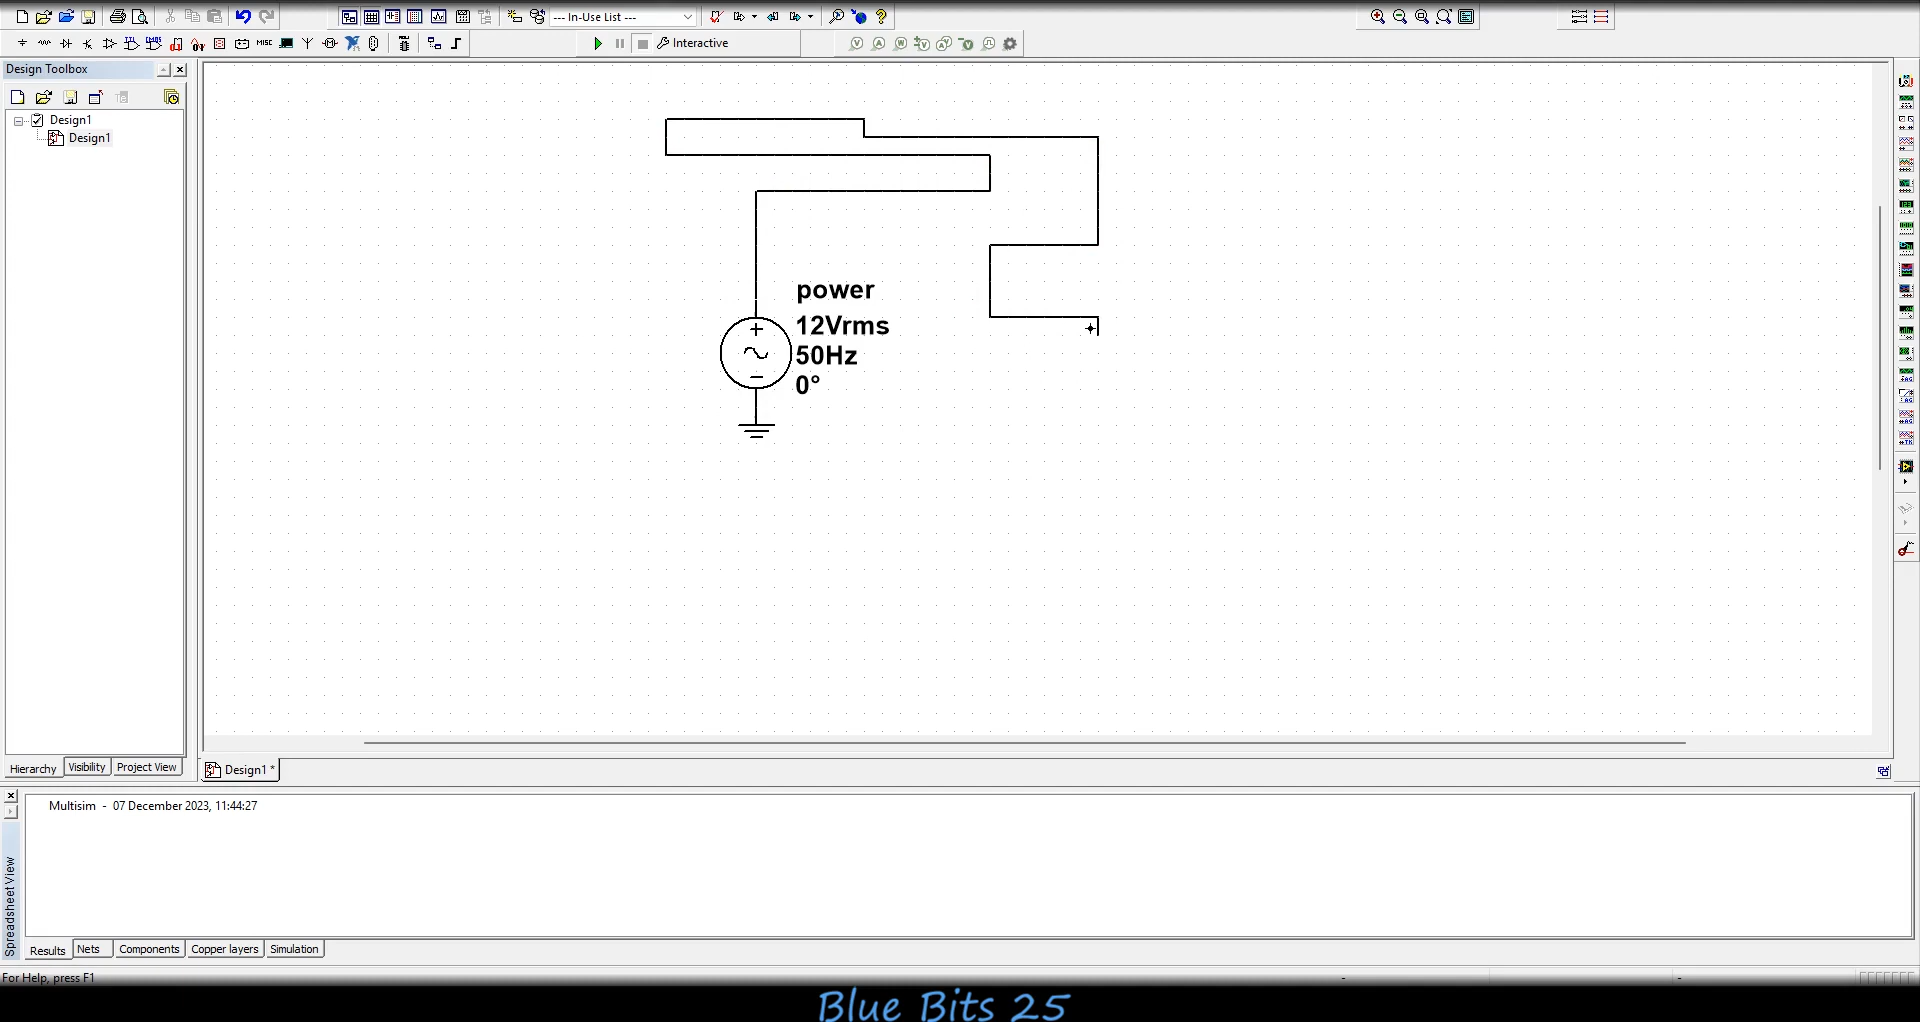 --- In-Use List ---
MISC
Interactive
Design Toolbox
Design1
Design1
power
12Vrms
50Hz
0°
Hierarchy
Visibility
Project View
Design1 *
Multisim - 07 December 2023, 11:44:27
Spreadsheet View
Results
Nets
Components
Copper layers
Simulation
For Help, press F1
Blue Bits 25